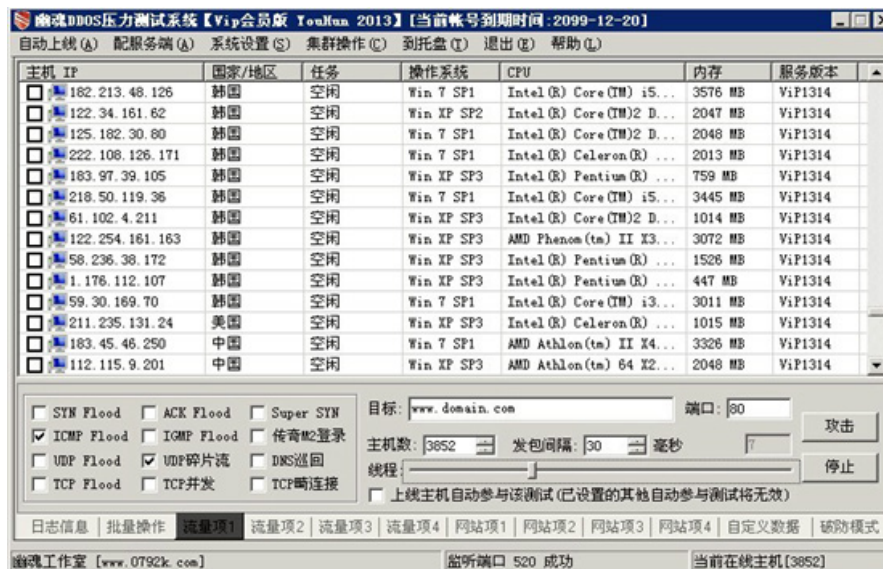 幽魂DDOS压力测试系统【Vip会员版 YouHun 2013】[当前帐号到期时间:2099-12-20]
自动上线(A) 配服务端(A) 系统设置(S) 集群操作(C) 到托盘(T) 退出(E) 帮助(L)
主机 IP 国家/地区 任务 操作系统 CPU 内存 服务版本
182.213.48.126 韩国 空闲 Win 7 SP1 Intel(R) Core(TM) i5... 3576 MB ViP1314
122.34.161.62 韩国 空闲 Win XP SP2 Intel(R) Core(TM)2 D... 2047 MB ViP1314
125.182.30.80 韩国 空闲 Win 7 SP1 Intel(R) Core(TM)2 D... 2048 MB ViP1314
222.108.126.171 韩国 空闲 Win 7 SP1 Intel(R) Celeron(R) ... 2013 MB ViP1314
183.97.39.105 韩国 空闲 Win XP SP3 Intel(R) Pentium(R) ... 759 MB ViP1314
218.50.119.36 韩国 空闲 Win 7 SP1 Intel(R) Core(TM) i5... 3445 MB ViP1314
61.102.4.211 韩国 空闲 Win XP SP3 Intel(R) Core(TM)2 D... 1014 MB ViP1314
122.254.161.163 韩国 空闲 Win XP SP3 AMD Phenom(tm) II X3... 3072 MB ViP1314
58.236.38.172 韩国 空闲 Win XP SP3 Intel(R) Pentium(R) ... 1526 MB ViP1314
1.176.112.107 韩国 空闲 Win XP SP3 Intel(R) Pentium(R) ... 447 MB ViP1314
59.30.169.70 韩国 空闲 Win 7 SP1 Intel(R) Core(TM) i3... 3011 MB ViP1314
211.235.131.24 美国 空闲 Win XP SP3 Intel(R) Celeron(R) ... 1015 MB ViP1314
183.45.46.250 中国 空闲 Win 7 SP1 AMD Athlon(tm) II X4... 3326 MB ViP1314
112.115.9.201 中国 空闲 Win XP SP3 AMD Athlon(tm) 64 X2... 2048 MB ViP1314
SYN Flood ACK Flood Super SYN
ICMP Flood IGMP Flood 传奇M2登录
UDP Flood UDP碎片流 DNS巡回
TCP Flood TCP并发 TCP畸连接
目标: www.domain.com 端口: 80
主机数: 3852 发包间隔: 30 毫秒 7
线程:
上线主机自动参与该测试(已设置的其他自动参与测试将无效)
攻击
停止
日志信息 批量操作 流量项1 流量项2 流量项3 流量项4 网站项1 网站项2 网站项3 网站项4 自定义数据 破防模式
幽魂工作室 [www.0792k.com] 监听端口 520 成功 当前在线主机[3852]